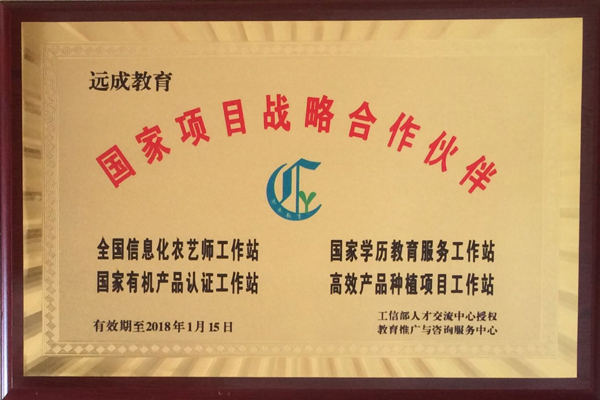 远成教育
国家项目战略合作伙伴
全国信息化农艺师工作站
国家学历教育服务工作站
国家有机产品认证工作站
高效产品种植项目工作站
有效期至2018年1月15日
工信部人才交流中心授权
教育推广与咨询服务中心